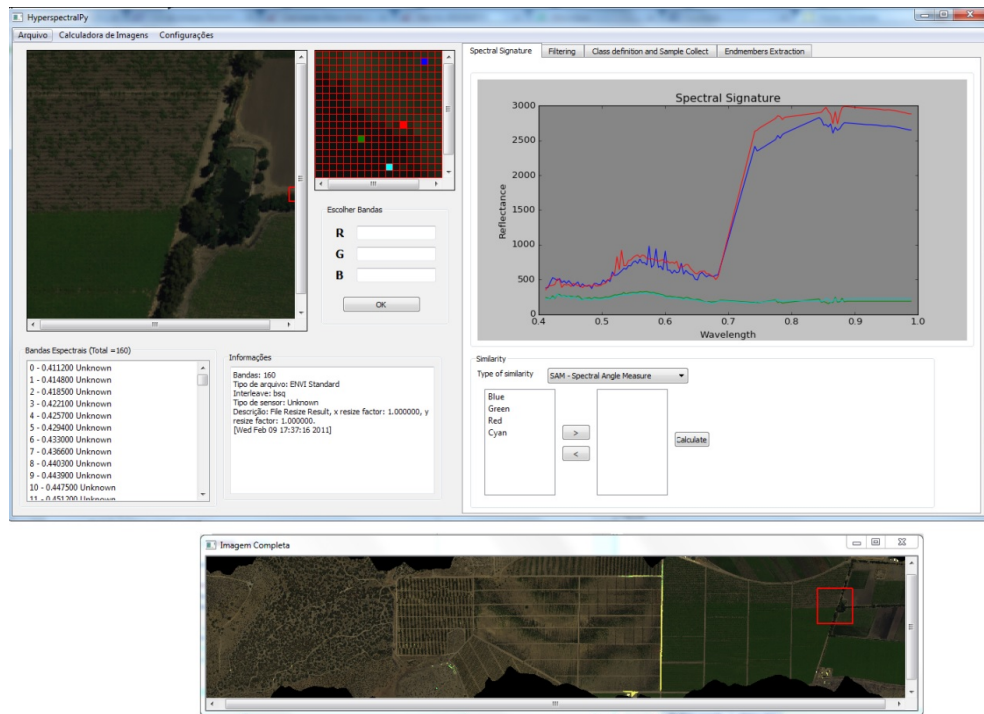 HyperspectralPy
Arquivo Calculadora de Imagens Configurações
Spectral Signature Filtering Class definition and Sample Collect Endmembers Extraction
Spectral Signature
3000
2500
2000
1500
1000
500
0
Reflectance
0.4 0.5 0.6 0.7 0.8 0.9 1.0
Wavelength
Escolher Bandas
R
G
B
OK
Bandas Espectrais (Total =160)
0 - 0.411200 Unknown
1 - 0.414800 Unknown
2 - 0.418500 Unknown
3 - 0.422100 Unknown
4 - 0.425700 Unknown
5 - 0.429400 Unknown
6 - 0.433000 Unknown
7 - 0.436600 Unknown
8 - 0.440300 Unknown
9 - 0.443900 Unknown
10 - 0.447500 Unknown
11 - 0.451200 Unknown
Informações
Bandas: 160
Tipo de arquivo: ENVI Standard
Interleave: bsq
Tipo de sensor: Unknown
Descrição: File Resize Result, x resize factor: 1.000000, y
resize factor: 1.000000.
[Wed Feb 09 17:37:16 2011]
Similarity
Type of similarity SAM - Spectral Angle Measure
Blue
Green
Red
Cyan
>
<
Calculate
Imagem Completa